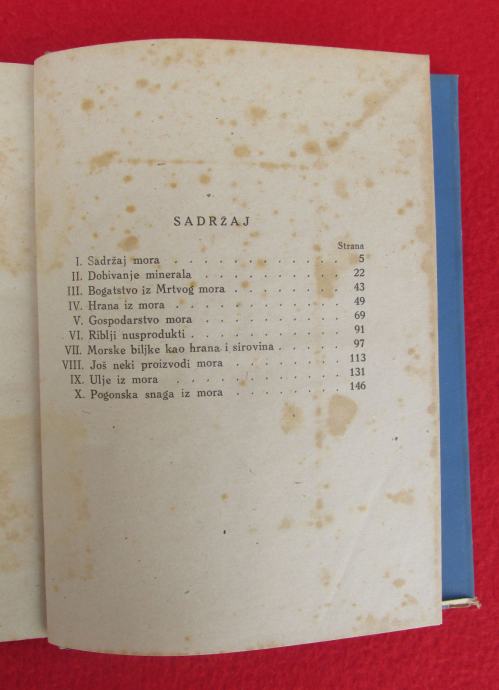 SADRŽAJ
Strana
I. Sadržaj mora . . . . . . . . . . . . . 5
II. Dobivanje minerala . . . . . . . . . . 22
III. Bogatstvo iz Mrtvog mora . . . . . . . . 43
IV. Hrana iz mora . . . . . . . . . . . . 49
V. Gospodarstvo mora . . . . . . . . . . 69
VI. Riblji nusprodukti . . . . . . . . . . . 91
VII. Morske biljke kao hrana i sirovina . . . . . 97
VIII. Još neki proizvodi mora . . . . . . . . 113
IX. Ulje iz mora . . . . . . . . . . . . 131
X. Pogonska snaga iz mora . . . . . . . . 146